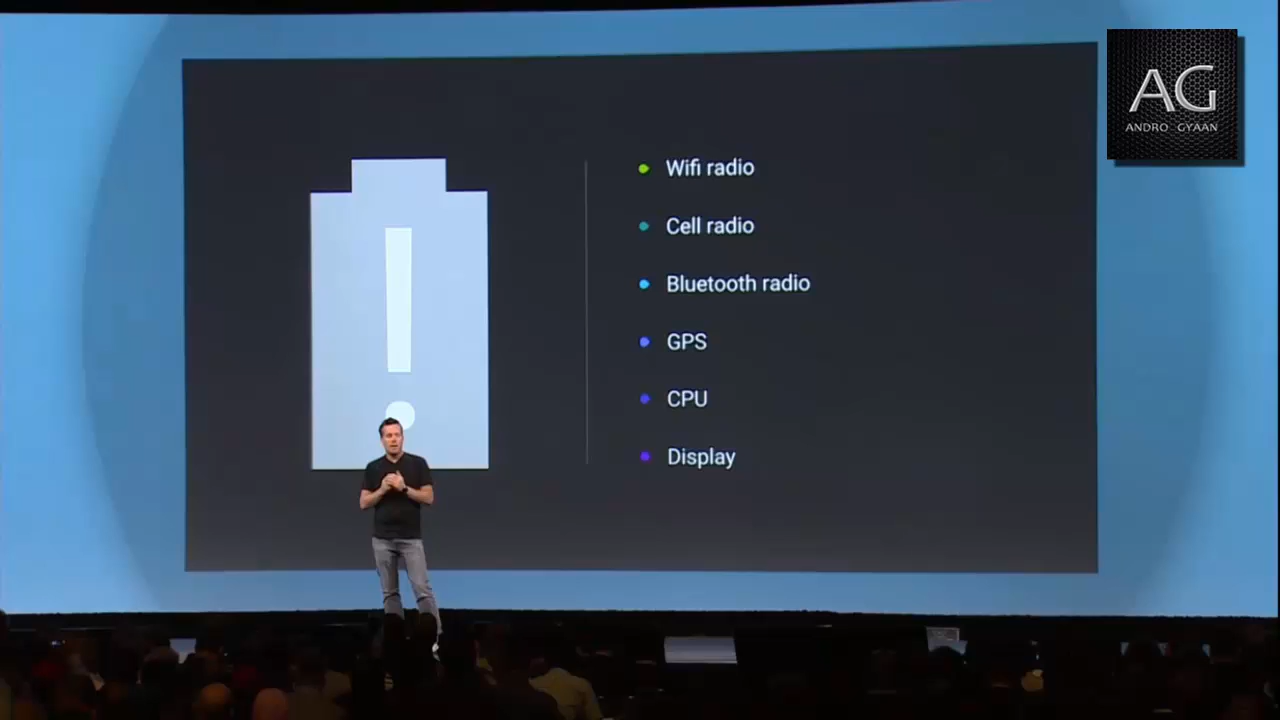 AG
ANDRO GYAAN
Wifi radio
Cell radio
Bluetooth radio
GPS
CPU
Display